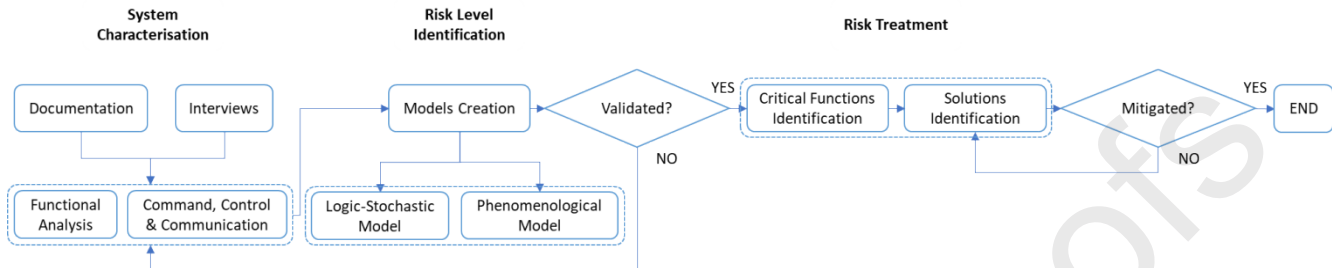 System
Characterisation
Risk Level
Identification
Risk Treatment
Documentation
Interviews
Models Creation
Validated?
YES
Critical Functions
Identification
Solutions
Identification
Mitigated?
YES
END
NO
NO
Functional
Analysis
Command, Control
& Communication
Logic-Stochastic
Model
Phenomenological
Model